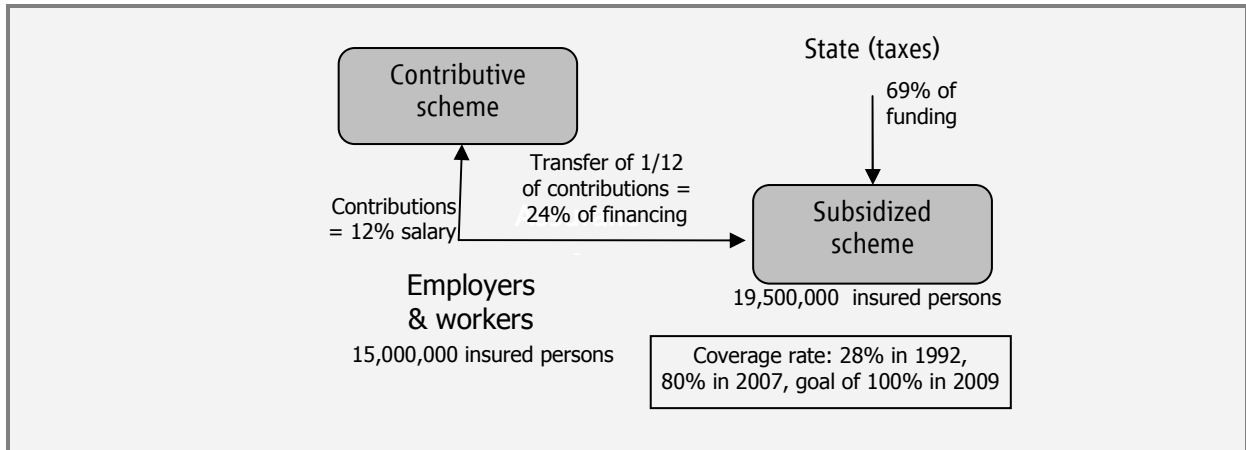 Contributive
scheme
State (taxes)
69% of
funding
Transfer of 1/12
of contributions =
24% of financing
Contributions
= 12% salary
Subsidized
scheme
Employers
& workers
15,000,000 insured persons
19,500,000 insured persons
Coverage rate: 28% in 1992,
80% in 2007, goal of 100% in 2009